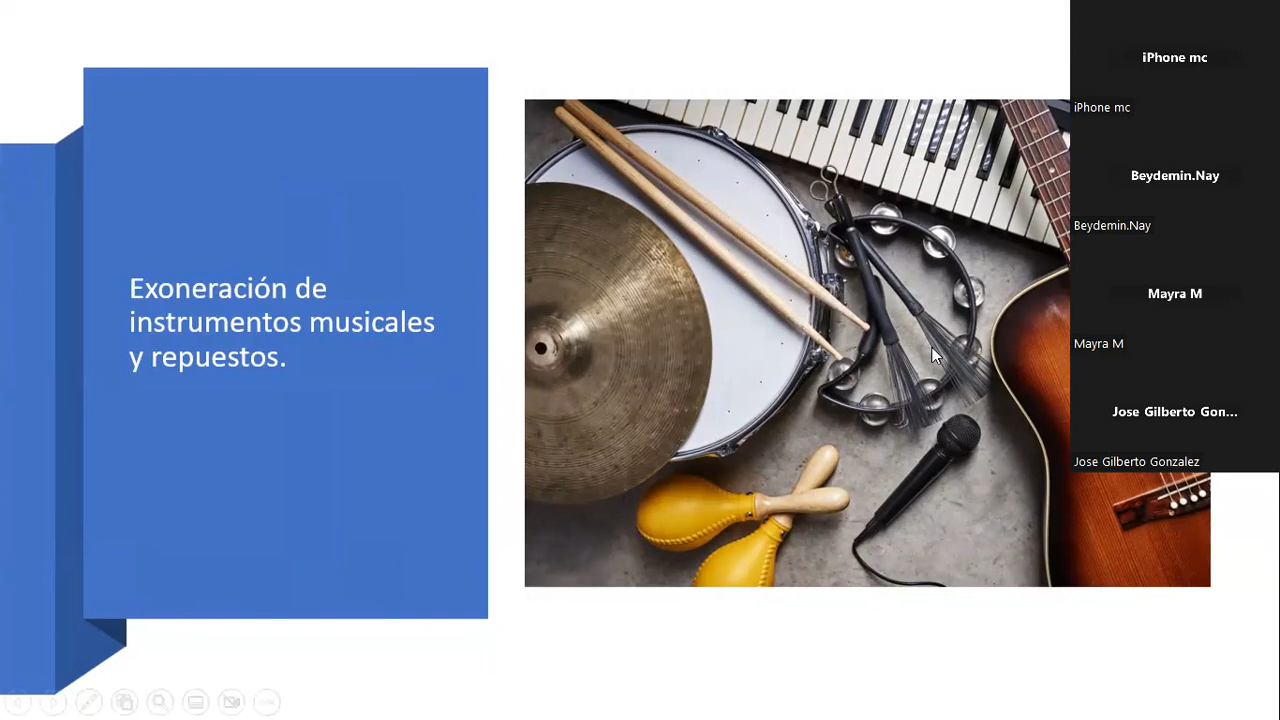 Exoneración de
instrumentos musicales
y repuestos.
iPhone mc
iPhone mc
Beydemin.Nay
Beydemin.Nay
Mayra M
Mayra M
Jose Gilberto Gon...
Jose Gilberto Gonzalez